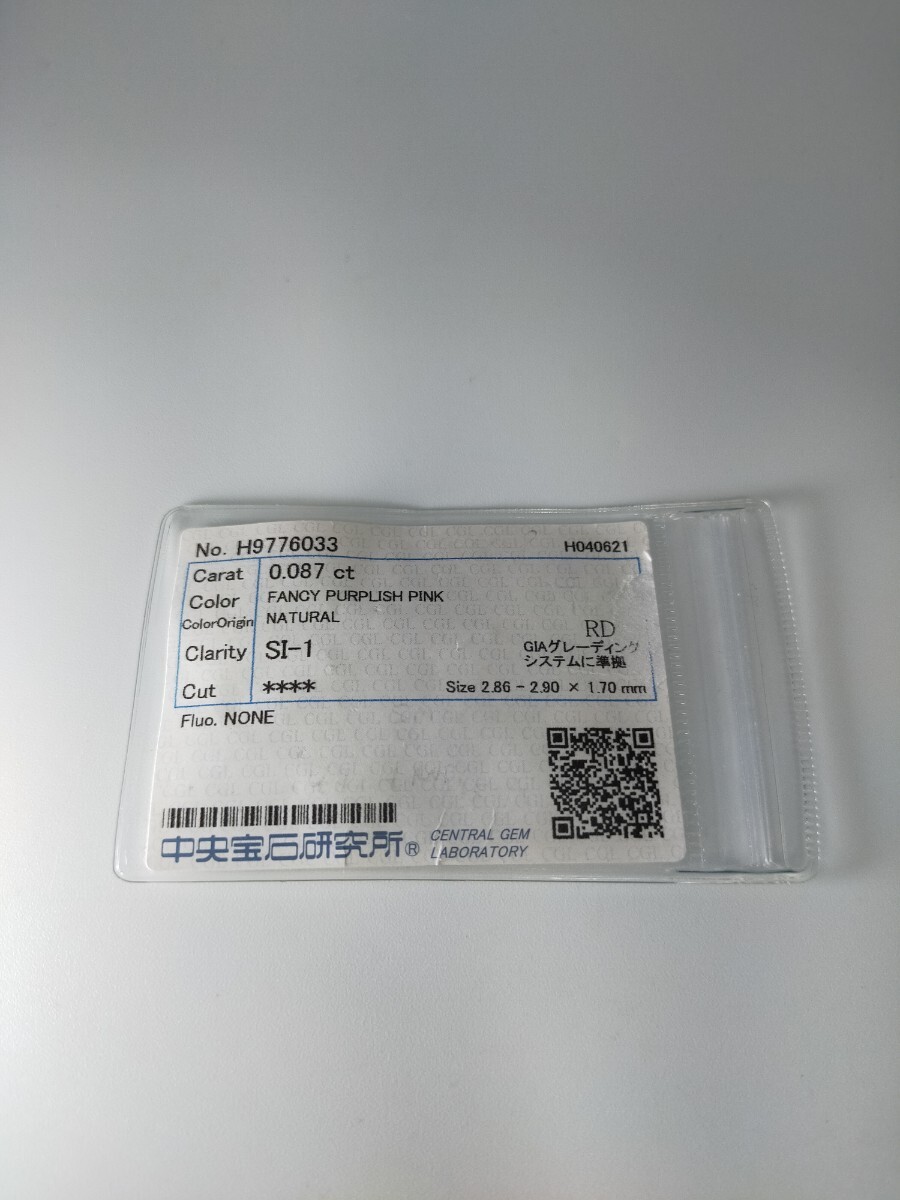 No. H9776033 H040621
Carat 0.087 ct
Color FANCY PURPLISH PINK
ColorOrigin NATURAL
RD
Clarity SI-1 GIAグレーディング
システムに準拠
Cut **** Size 2.86 - 2.90 × 1.70 mm
Fluo. NONE
中央宝石研究所® CENTRAL GEM
LABORATORY